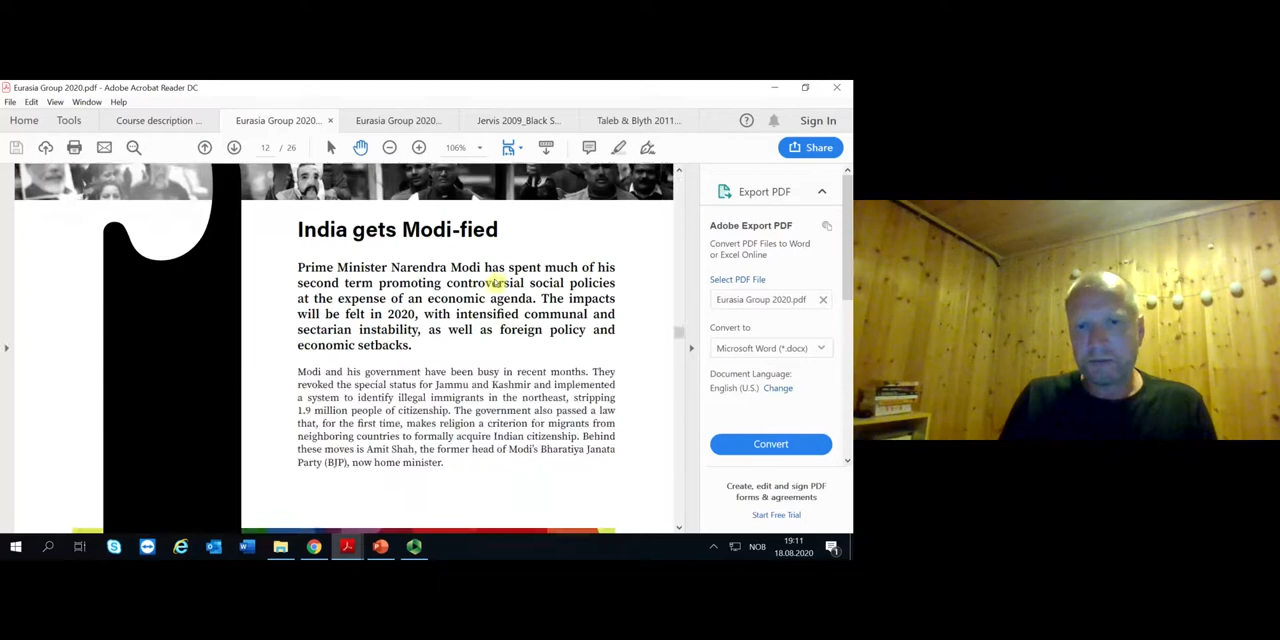 Eurasia Group 2020.pdf - Adobe Acrobat Reader DC
File Edit View Window Help
Home Tools Course description ... Eurasia Group 2020... × Eurasia Group 2020... Jervis 2009_Black S... Taleb & Blyth 2011... Sign In
12 / 26 106% Share
Export PDF
India gets Modi-fied
Prime Minister Narendra Modi has spent much of his
second term promoting controversial social policies
at the expense of an economic agenda. The impacts
will be felt in 2020, with intensified communal and
sectarian instability, as well as foreign policy and
economic setbacks.
Modi and his government have been busy in recent months. They
revoked the special status for Jammu and Kashmir and implemented
a system to identify illegal immigrants in the northeast, stripping
1.9 million people of citizenship. The government also passed a law
that, for the first time, makes religion a criterion for migrants from
neighboring countries to formally acquire Indian citizenship. Behind
these moves is Amit Shah, the former head of Modi's Bharatiya Janata
Party (BJP), now home minister.
Adobe Export PDF
Convert PDF Files to Word
or Excel Online
Select PDF File
Eurasia Group 2020.pdf
Convert to
Microsoft Word (*.docx)
Document Language:
English (U.S.) Change
Convert
Create, edit and sign PDF
forms & agreements
Start Free Trial
NOB
19:11
18.08.2020
1